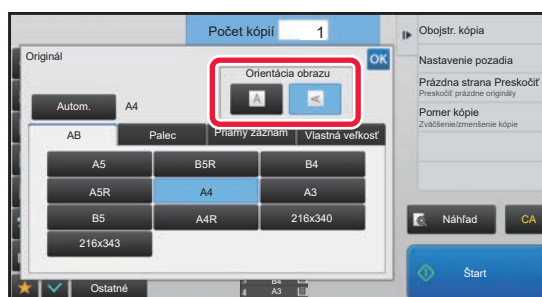 Počet kópií 1
Originál
OK
Orientácia obrazu
A
A
Autom. A4
AB Palec Priamy záznam Vlastná veľkosť
A5 B5R B4
A5R A4 A3
B5 A4R 216x340
216x343
Ostatné
B4
4 A3
Obojstr. kópia
Nastavenie pozadia
Prázdna strana Preskočiť
Preskočiť prázdne originály
Pomer kópie
Zväčšenie/zmenšenie kópie
Náhľad CA
Štart